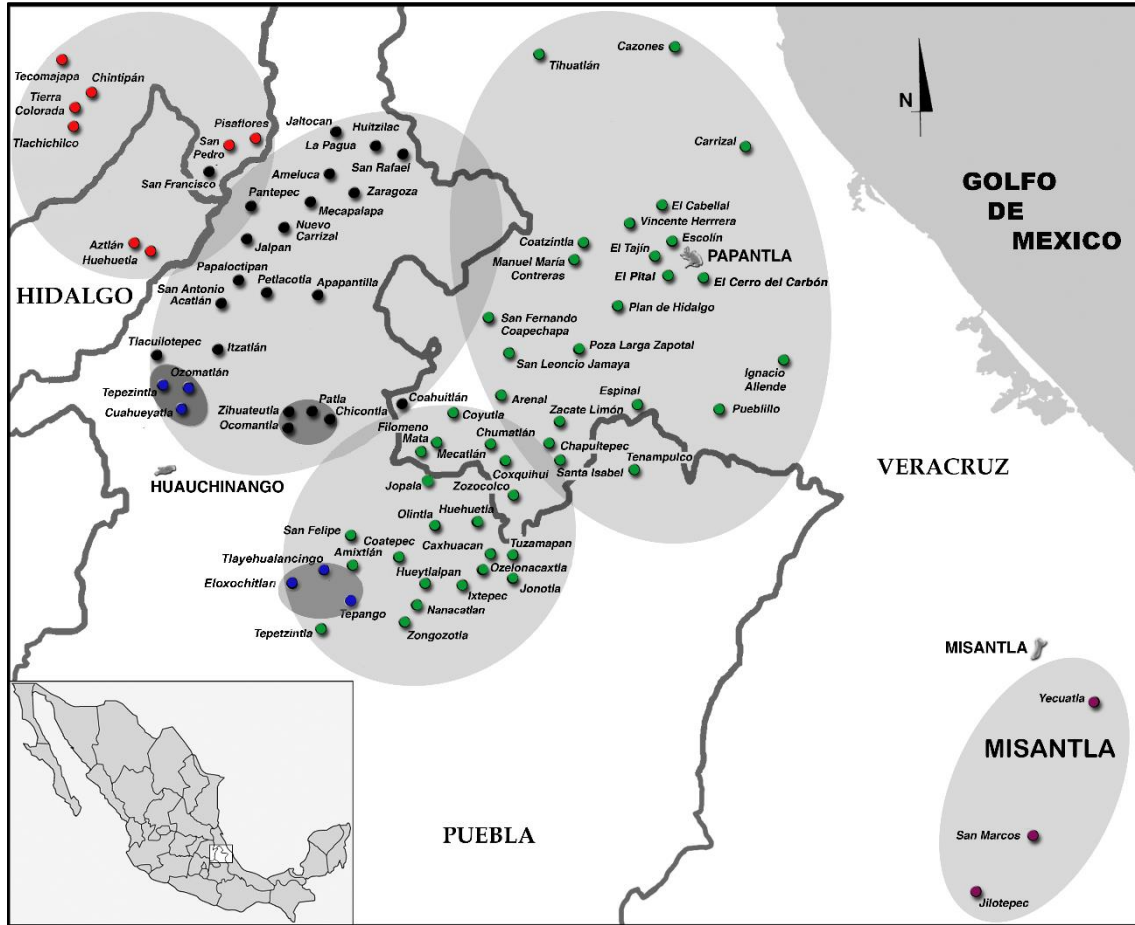 Tecomajapa
Chintipán
Tierra
Colorada
Tlachichilco
Pisaflores
San
Pedro
San Francisco
Aztlán
Huehuetla
HIDALGO
Jaltocan
Huitzilac
La Pagua
San Rafael
Ameluca
Zaragoza
Pantepec
Mecapalapa
Nuevo
Carrizal
Jalpan
Papaloctipan
San Antonio
Acatlán
Petlacotla
Apapantilla
Tlacuilotepec
Itzatlán
Ozomatlán
Tepezintla
Cuahueyatla
Zihuateutla
Patla
Chicontla
Ocomantla
HUAUCHINANGO
Cazones
Tihuatlán
Carrizal
El Cabellal
Vincente Herrrera
Coatzintla
El Tajín
Escolín
PAPANTLA
Manuel María
Contreras
El Pital
El Cerro del Carbón
Plan de Hidalgo
San Fernando
Coapechapa
Poza Larga Zapotal
San Leoncio Jamaya
Ignacio
Allende
Arenal
Espinal
Pueblillo
Zacate Limón
Coahuitlán
Coyutla
Filomeno
Mata
Chumatlán
Chapultepec
Mecatlán
Coxquihui
Santa Isabel
Tenampulco
Jopala
Zozocolco
Olintla
Huehuetla
San Felipe
Coatepec
Caxhuacan
Tuzamapan
Tlayehualancingo
Amixtlán
Ozelonacaxtla
Eloxochitlan
Hueytlalpan
Ixtepec
Jonotla
Tepango
Nanacatlan
Tepetzintla
Zongozotla
N
GOLFO
DE
MEXICO
VERACRUZ
PUEBLA
MISANTLA
Yecuatla
MISANTLA
San Marcos
Jilotepec